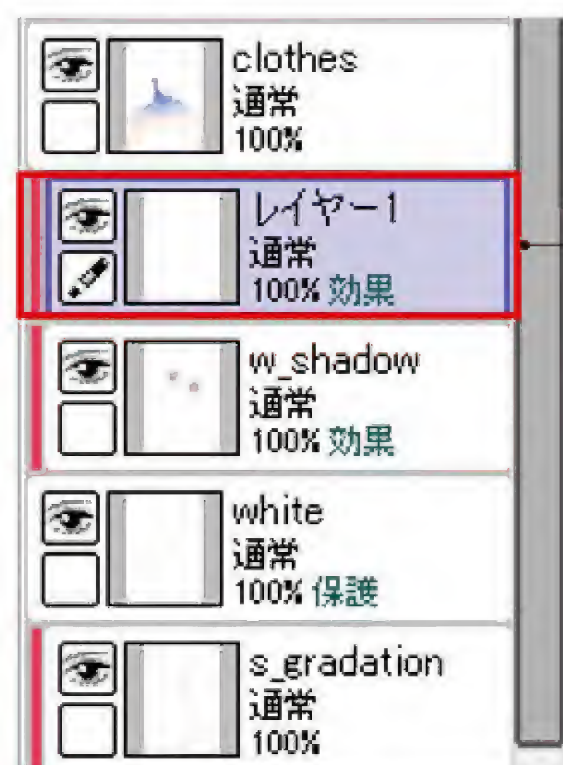 clothes
通常
100%
レイヤー1
通常
100% 効果
w_shadow
通常
100% 効果
white
通常
100% 保護
s_gradation
通常
100%